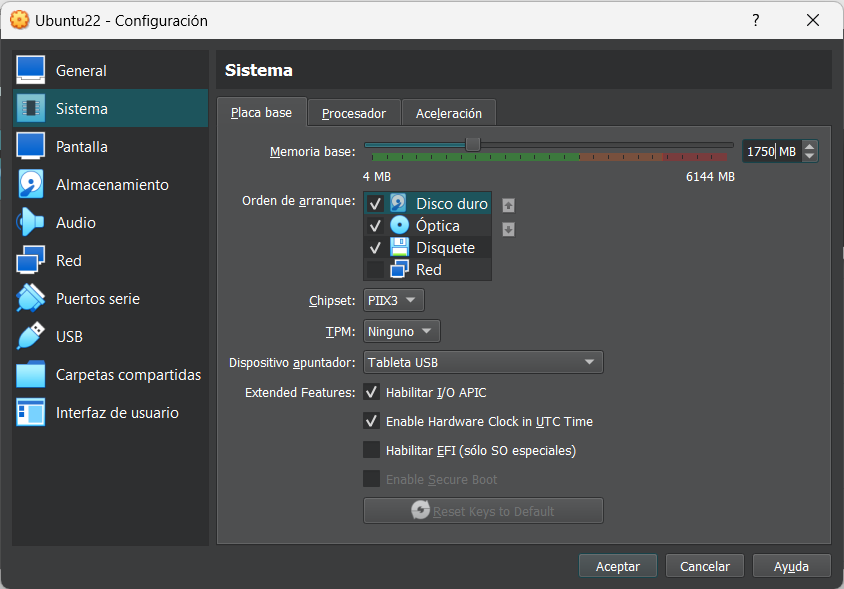 Ubuntu22 - Configuración
?
General
Sistema
Pantalla
Almacenamiento
Audio
Red
Puertos serie
USB
Carpetas compartidas
Interfaz de usuario
Sistema
Placa base
Procesador
Aceleración
Memoria base:
1750 MB
4 MB
6144 MB
Orden de arranque:
Disco duro
Óptica
Disquete
Red
Chipset:
PIIX3
TPM:
Ninguno
Dispositivo apuntador:
Tableta USB
Extended Features:
Habilitar I/O APIC
Enable Hardware Clock in UTC Time
Habilitar EFI (sólo SO especiales)
Enable Secure Boot
Reset Keys to Default
Aceptar
Cancelar
Ayuda